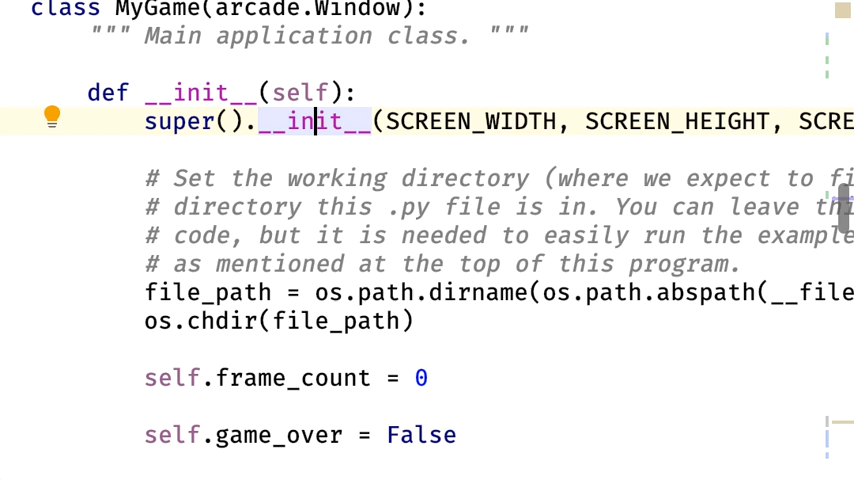 class MyGame(arcade.Window):
""" Main application class. """
def __init__(self):
super().__init__(SCREEN_WIDTH, SCREEN_HEIGHT, SCRE
# Set the working directory (where we expect to fi
# directory this .py file is in. You can leave thi
# code, but it is needed to easily run the example
# as mentioned at the top of this program.
file_path = os.path.dirname(os.path.abspath(__file
os.chdir(file_path)
self.frame_count = 0
self.game_over = False